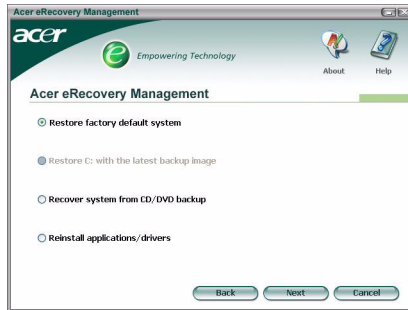 Acer eRecovery Management
acer
e Empowering Technology
About Help
Acer eRecovery Management
Restore factory default system
Restore C: with the latest backup image
Recover system from CD/DVD backup
Reinstall applications/drivers
Back Next Cancel